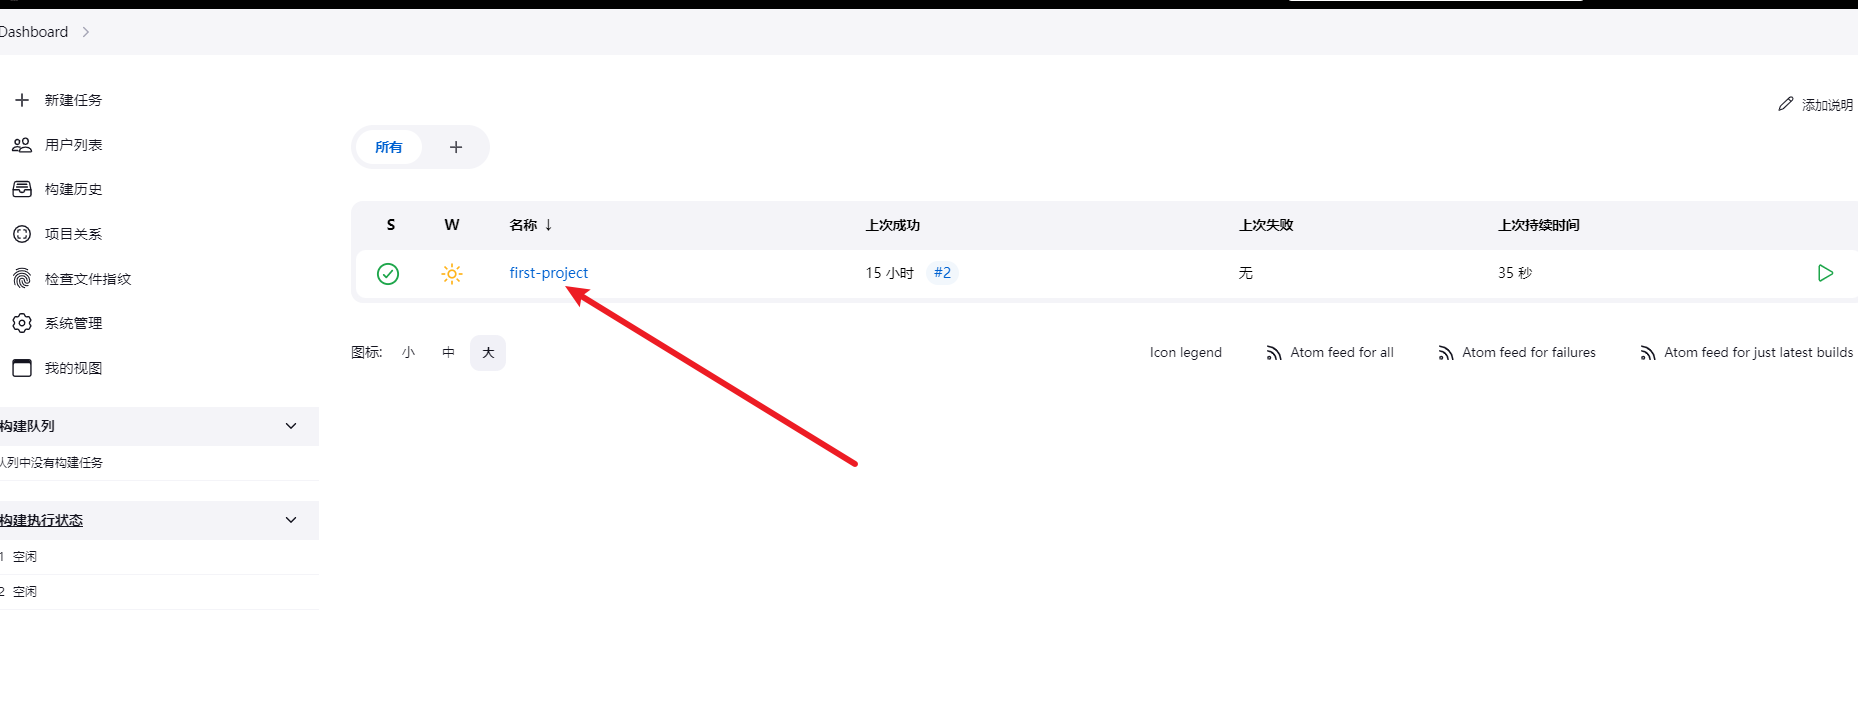 Dashboard
新建任务
添加说明
用户列表
所有
构建历史
S W 名称 ↓ 上次成功 上次失败 上次持续时间
项目关系
first-project 15 小时 #2 无 35 秒
检查文件指纹
系统管理
图标: 小 中 大 Icon legend Atom feed for all Atom feed for failures Atom feed for just latest builds
我的视图
构建队列
队列中没有构建任务
构建执行状态
1 空闲
2 空闲